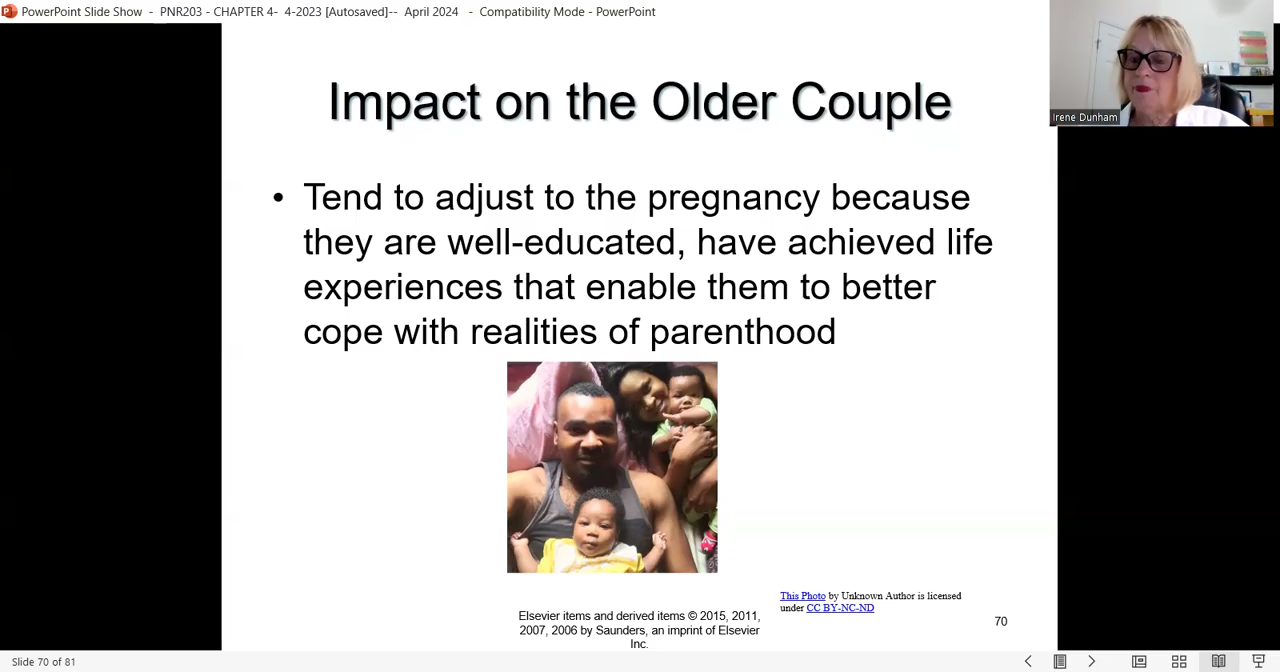 PowerPoint Slide Show - PNR203 - CHAPTER 4- 4-2023 [Autosaved]-- April 2024 - Compatibility Mode - PowerPoint
Irene Dunham
Impact on the Older Couple
• Tend to adjust to the pregnancy because
they are well-educated, have achieved life
experiences that enable them to better
cope with realities of parenthood
This Photo by Unknown Author is licensed
under CC BY-NC-ND
Elsevier items and derived items © 2015, 2011,
2007, 2006 by Saunders, an imprint of Elsevier
Inc.
70
Slide 70 of 81